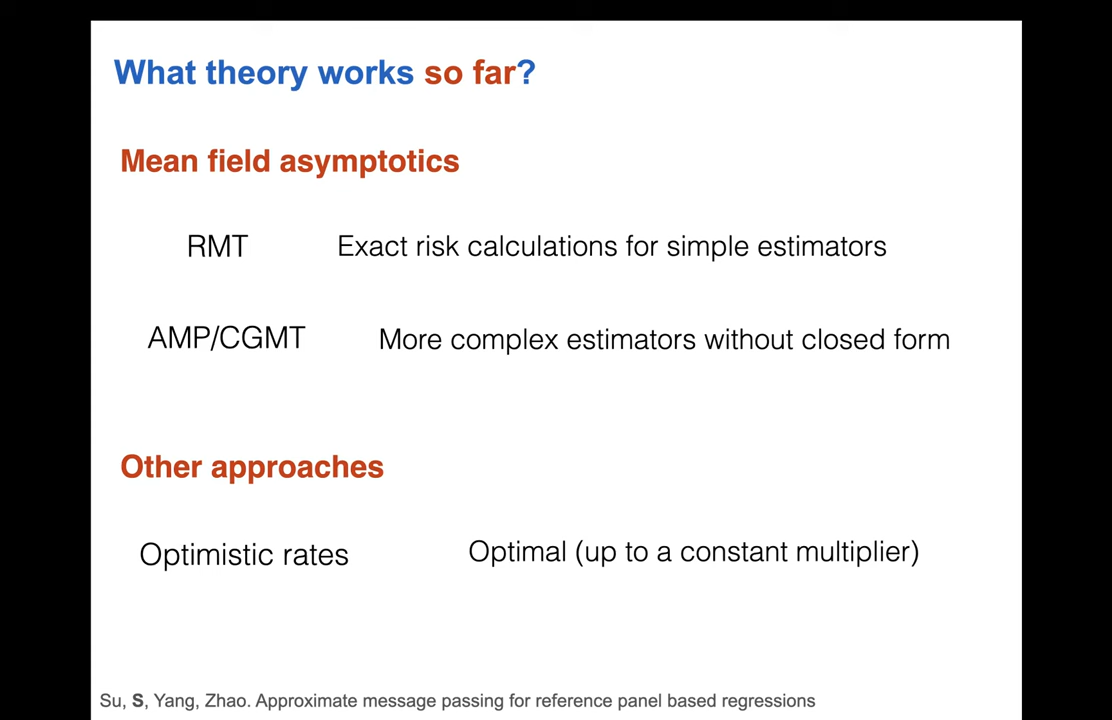 What theory works so far?
Mean field asymptotics
RMT Exact risk calculations for simple estimators
AMP/CGMT More complex estimators without closed form
Other approaches
Optimistic rates Optimal (up to a constant multiplier)
Su, S, Yang, Zhao. Approximate message passing for reference panel based regressions